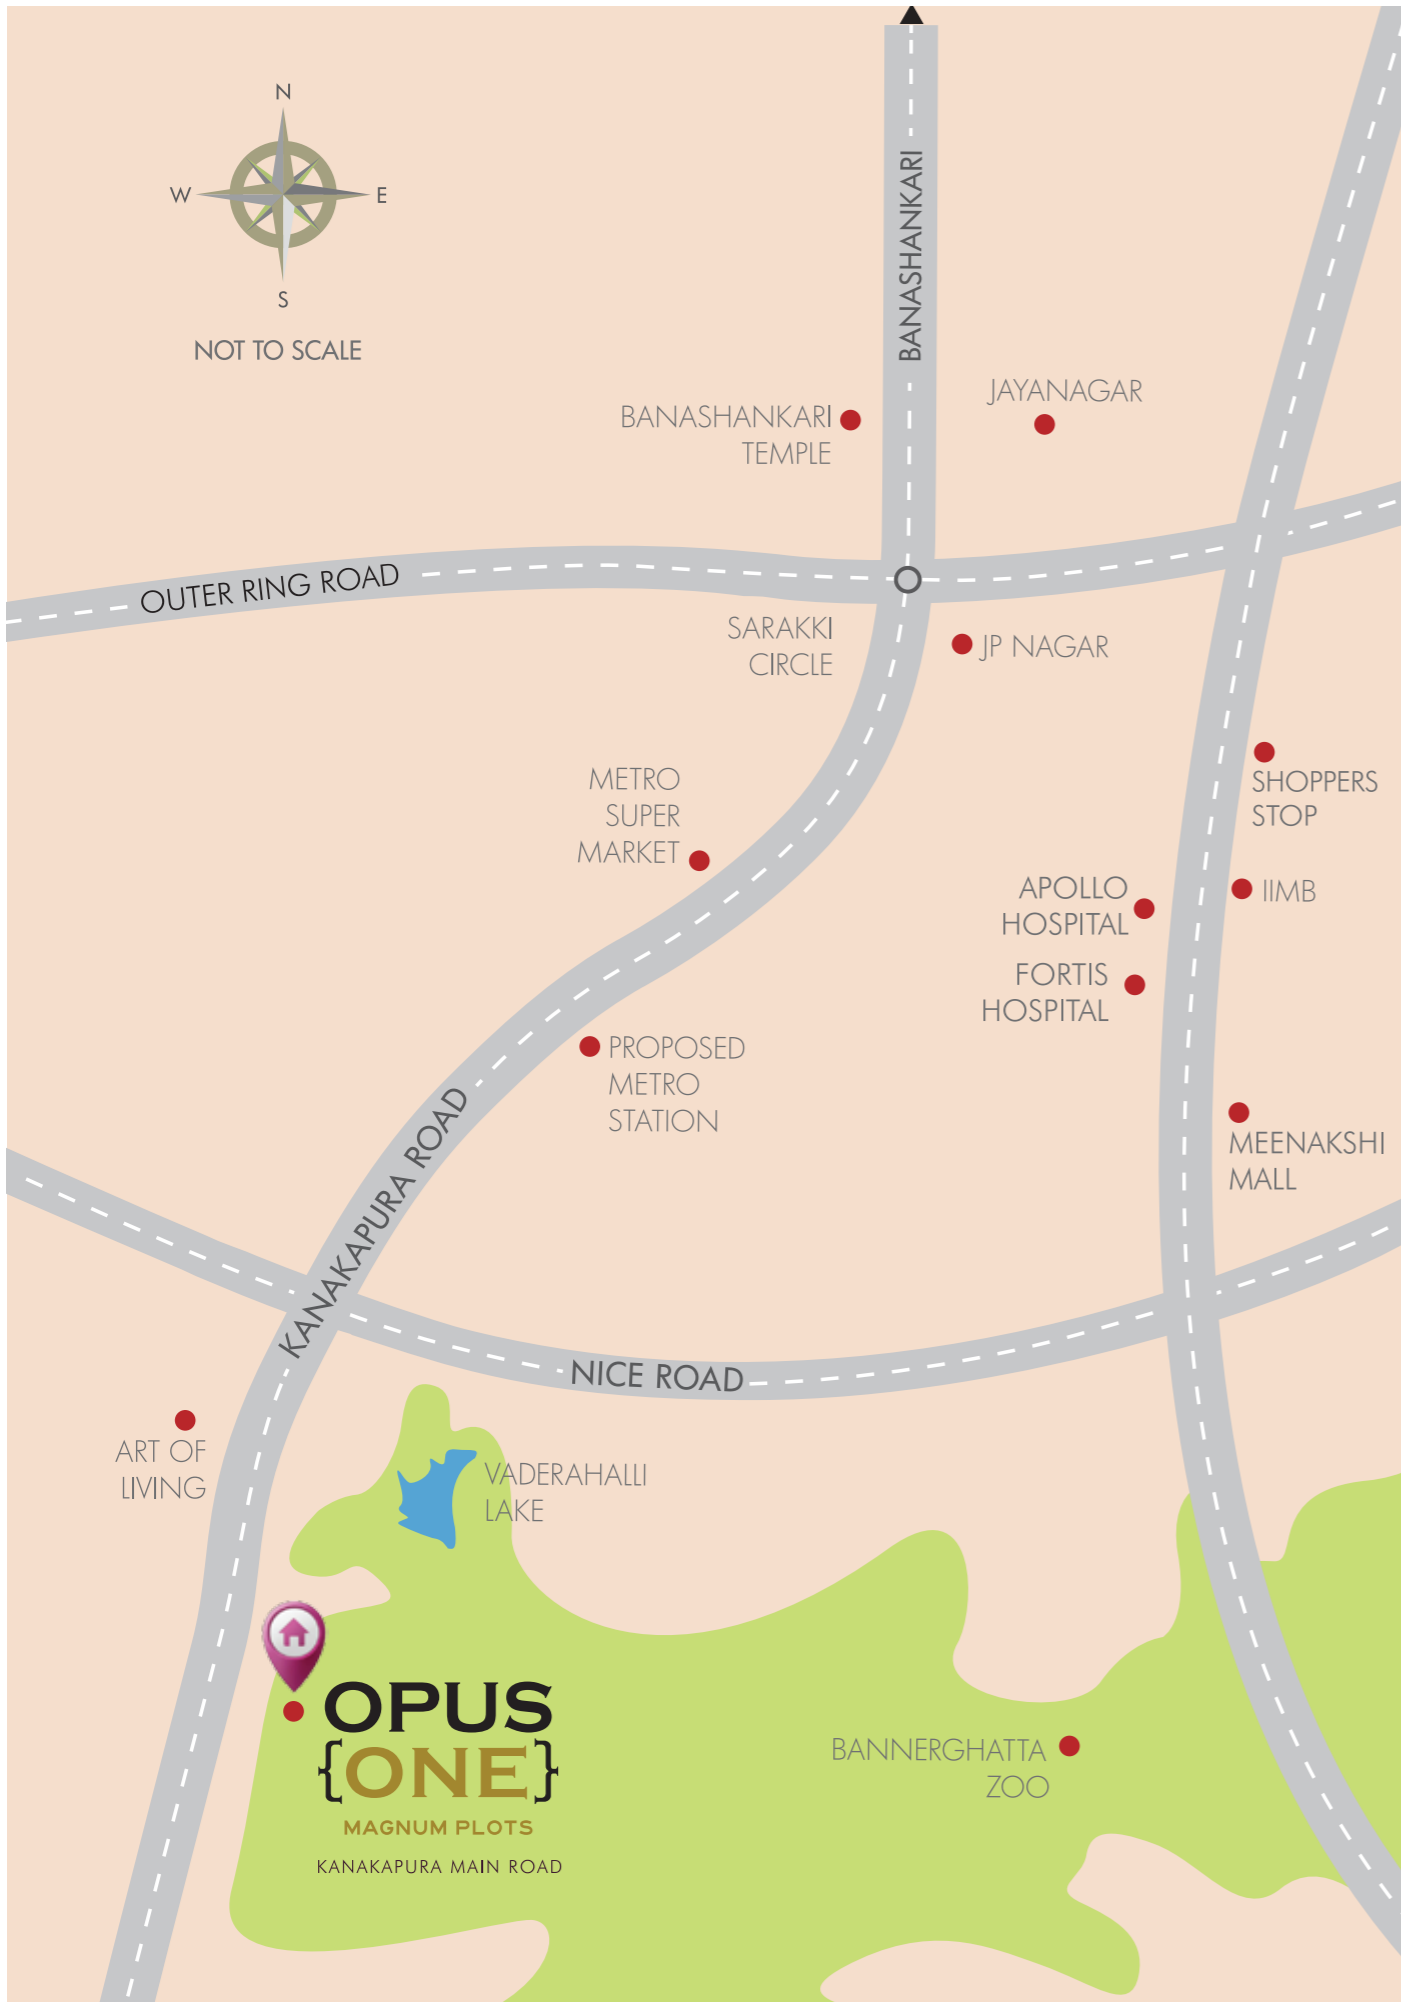 N
W
E
S
NOT TO SCALE
BANASHANKARI
JAYANAGAR
BANASHANKARI
TEMPLE
OUTER RING ROAD
SARAKKI
CIRCLE
JP NAGAR
METRO
SUPER
MARKET
SHOPPERS
STOP
APOLLO
HOSPITAL
IIMB
FORTIS
HOSPITAL
PROPOSED
METRO
STATION
KANAKAPURA ROAD
MEENAKSHI
MALL
NICE ROAD
ART OF
LIVING
VADERAHALLI
LAKE
OPUS
{ONE}
MAGNUM PLOTS
KANAKAPURA MAIN ROAD
BANNERGHATTA
ZOO